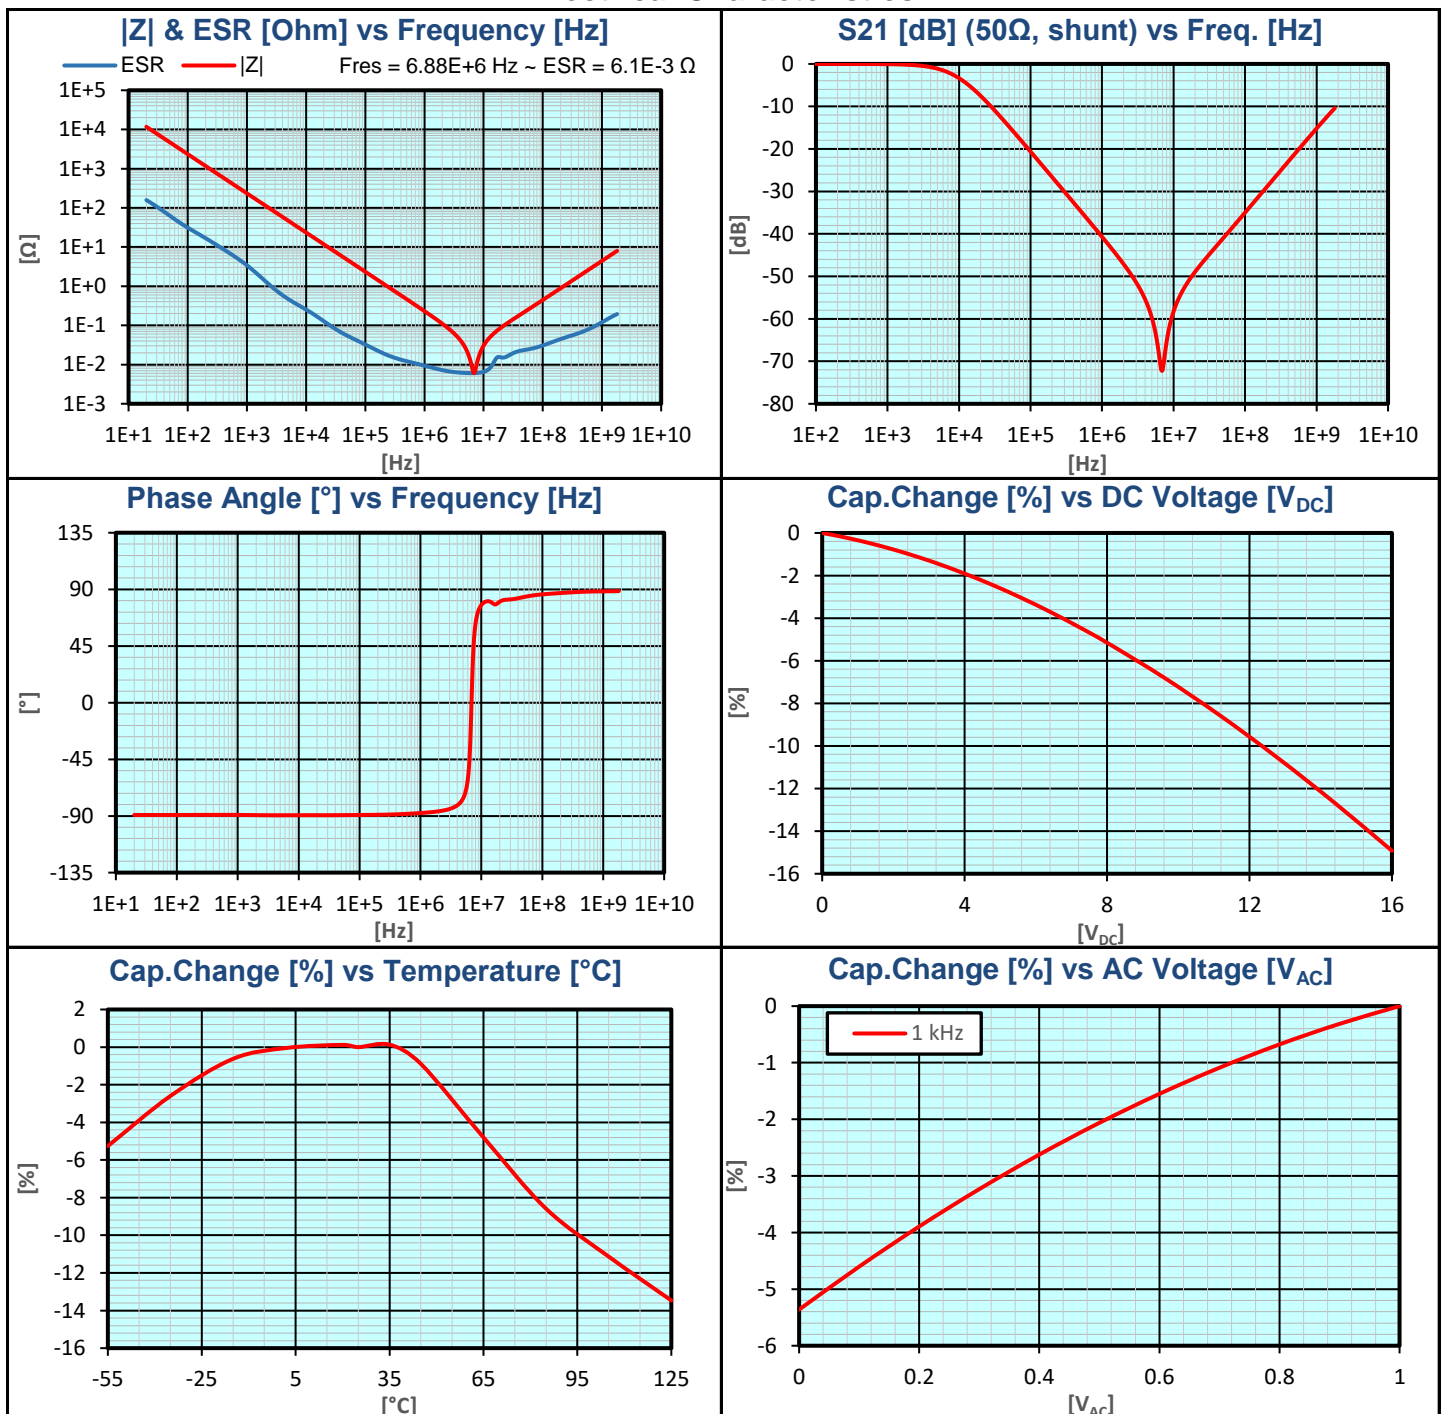 |Z| & ESR [Ohm] vs Frequency [Hz]
ESR |Z| Fres = 6.88E+6 Hz ~ ESR = 6.1E-3 Ω
1E+5
1E+4
1E+3
1E+2
1E+1
1E+0
1E-1
1E-2
1E-3
[Ω]
1E+1 1E+2 1E+3 1E+4 1E+5 1E+6 1E+7 1E+8 1E+9 1E+10
[Hz]
S21 [dB] (50Ω, shunt) vs Freq. [Hz]
0
-10
-20
-30
-40
-50
-60
-70
-80
[dB]
1E+2 1E+3 1E+4 1E+5 1E+6 1E+7 1E+8 1E+9 1E+10
[Hz]
Phase Angle [°] vs Frequency [Hz]
135
90
45
0
-45
-90
-135
[°]
1E+1 1E+2 1E+3 1E+4 1E+5 1E+6 1E+7 1E+8 1E+9 1E+10
[Hz]
Cap.Change [%] vs DC Voltage [VDC]
0
-2
-4
-6
-8
-10
-12
-14
-16
[%]
0 4 8 12 16
[VDC]
Cap.Change [%] vs Temperature [°C]
2
0
-2
-4
-6
-8
-10
-12
-14
-16
[%]
-55 -25 5 35 65 95 125
[°C]
Cap.Change [%] vs AC Voltage [VAC]
1 kHz
0
-1
-2
-3
-4
-5
-6
[%]
0 0.2 0.4 0.6 0.8 1
[VAC]